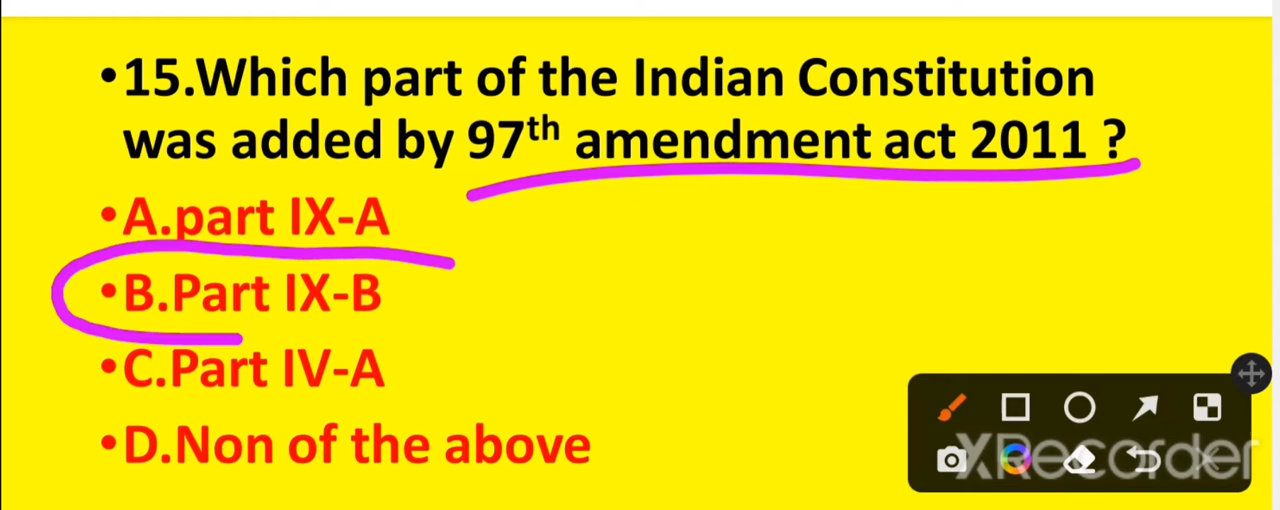 •15.Which part of the Indian Constitution
was added by 97th amendment act 2011 ?
•A.part IX-A
•B.Part IX-B
•C.Part IV-A
•D.Non of the above
XRecorder